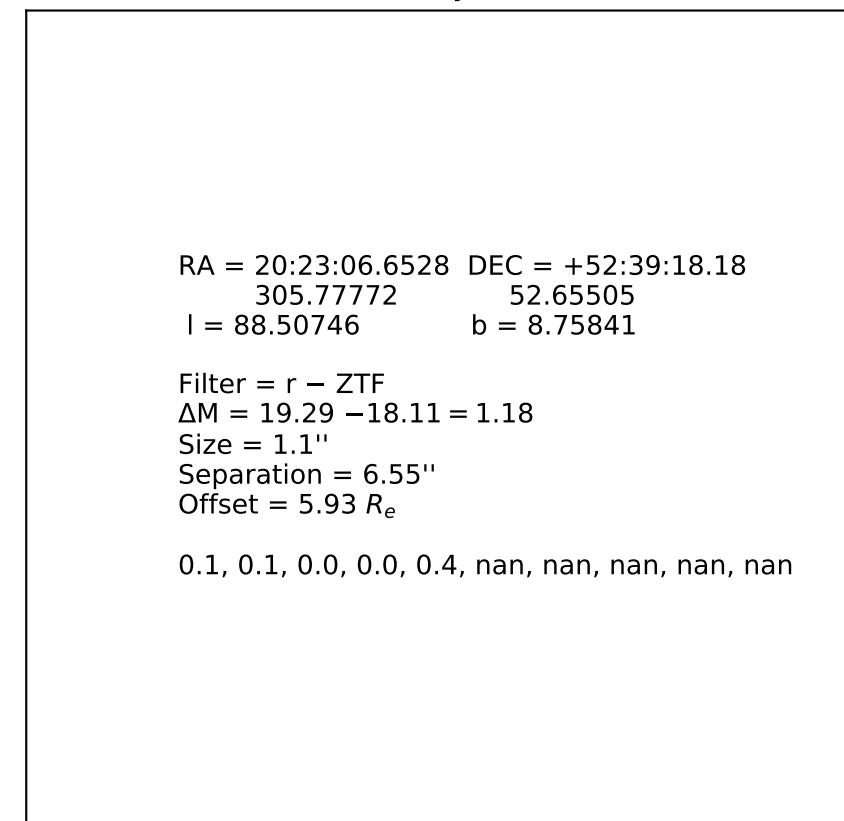 RA = 20:23:06.6528 DEC = +52:39:18.18
305.77772 52.65505
l = 88.50746 b = 8.75841
Filter = r − ZTF
ΔM = 19.29 −18.11 = 1.18
Size = 1.1''
Separation = 6.55''
Offset = 5.93 Re
0.1, 0.1, 0.0, 0.0, 0.4, nan, nan, nan, nan, nan